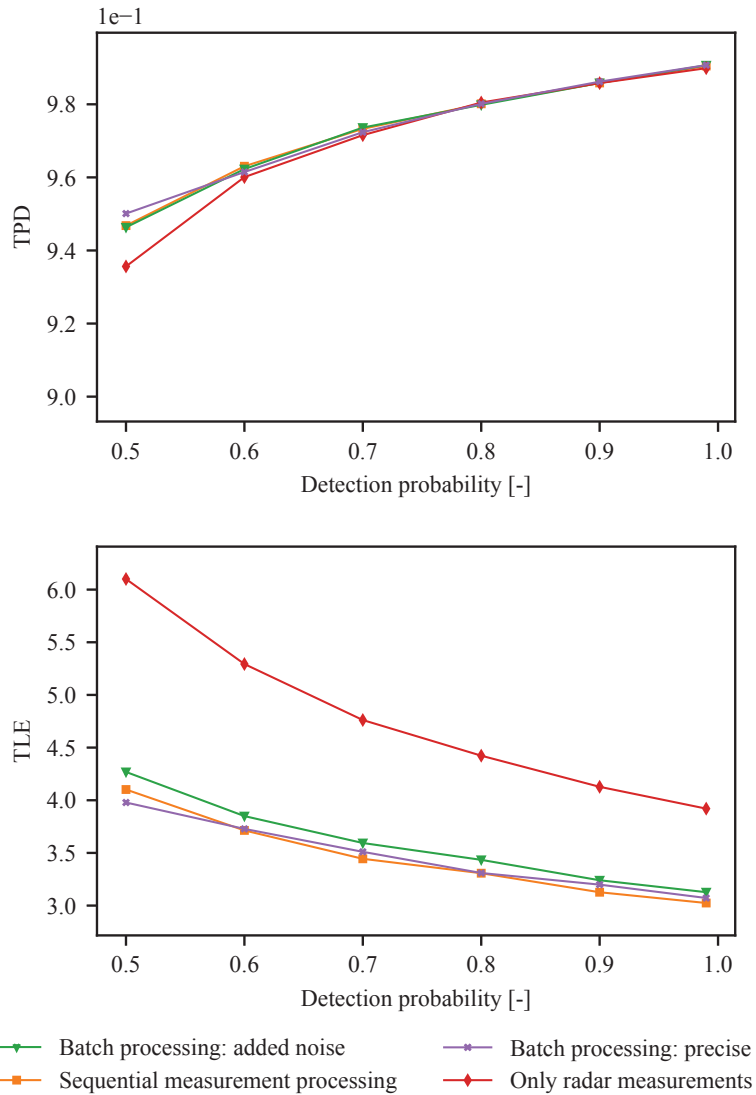 1e−1
9.8
9.6
9.4
9.2
9.0
TPD
0.5 0.6 0.7 0.8 0.9 1.0
Detection probability [-]
6.0
5.5
5.0
4.5
4.0
3.5
3.0
TLE
0.5 0.6 0.7 0.8 0.9 1.0
Detection probability [-]
Batch processing: added noise Batch processing: precise
Sequential measurement processing Only radar measurements